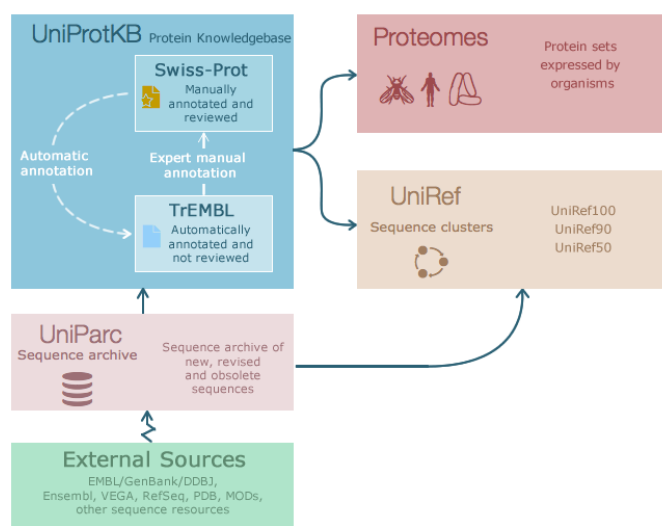 UniProtKB Protein Knowledgebase
Swiss-Prot
Manually
annotated and
reviewed
Automatic
annotation
Expert manual
annotation
TrEMBL
Automatically
annotated and
not reviewed
Proteomes
Protein sets
expressed by
organisms
UniRef
Sequence clusters
UniRef100
UniRef90
UniRef50
UniParc
Sequence archive
Sequence archive of
new, revised
and obsolete
sequences
External Sources
EMBL/GenBank/DDBJ,
Ensembl, VEGA, RefSeq, PDB, MODs,
other sequence resources